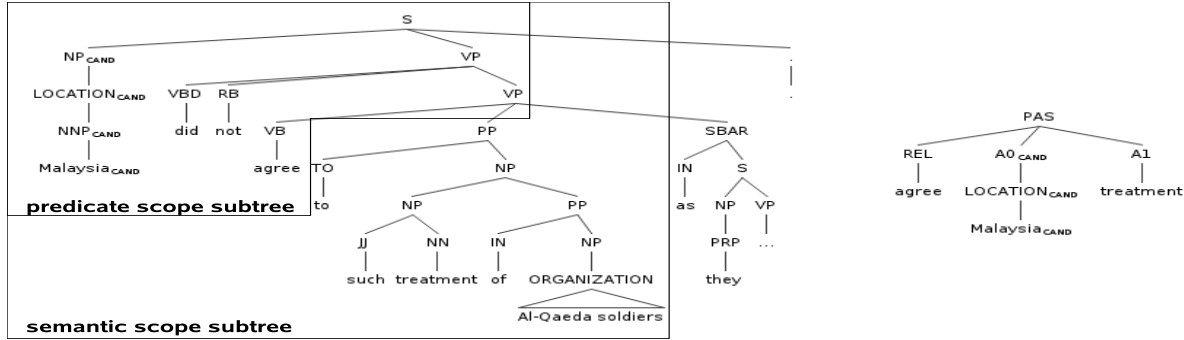 S
NP CAND VP .
LOCATION CAND VBD RB VP .
PAS
NNP CAND did not VB PP SBAR
REL A0 CAND A1
Malaysia CAND agree TO NP IN S
agree LOCATION CAND treatment
predicate scope subtree to NP PP as NP VP
Malaysia CAND
JJ NN IN NP PRP ...
such treatment of ORGANIZATION they
Al-Qaeda soldiers
semantic scope subtree